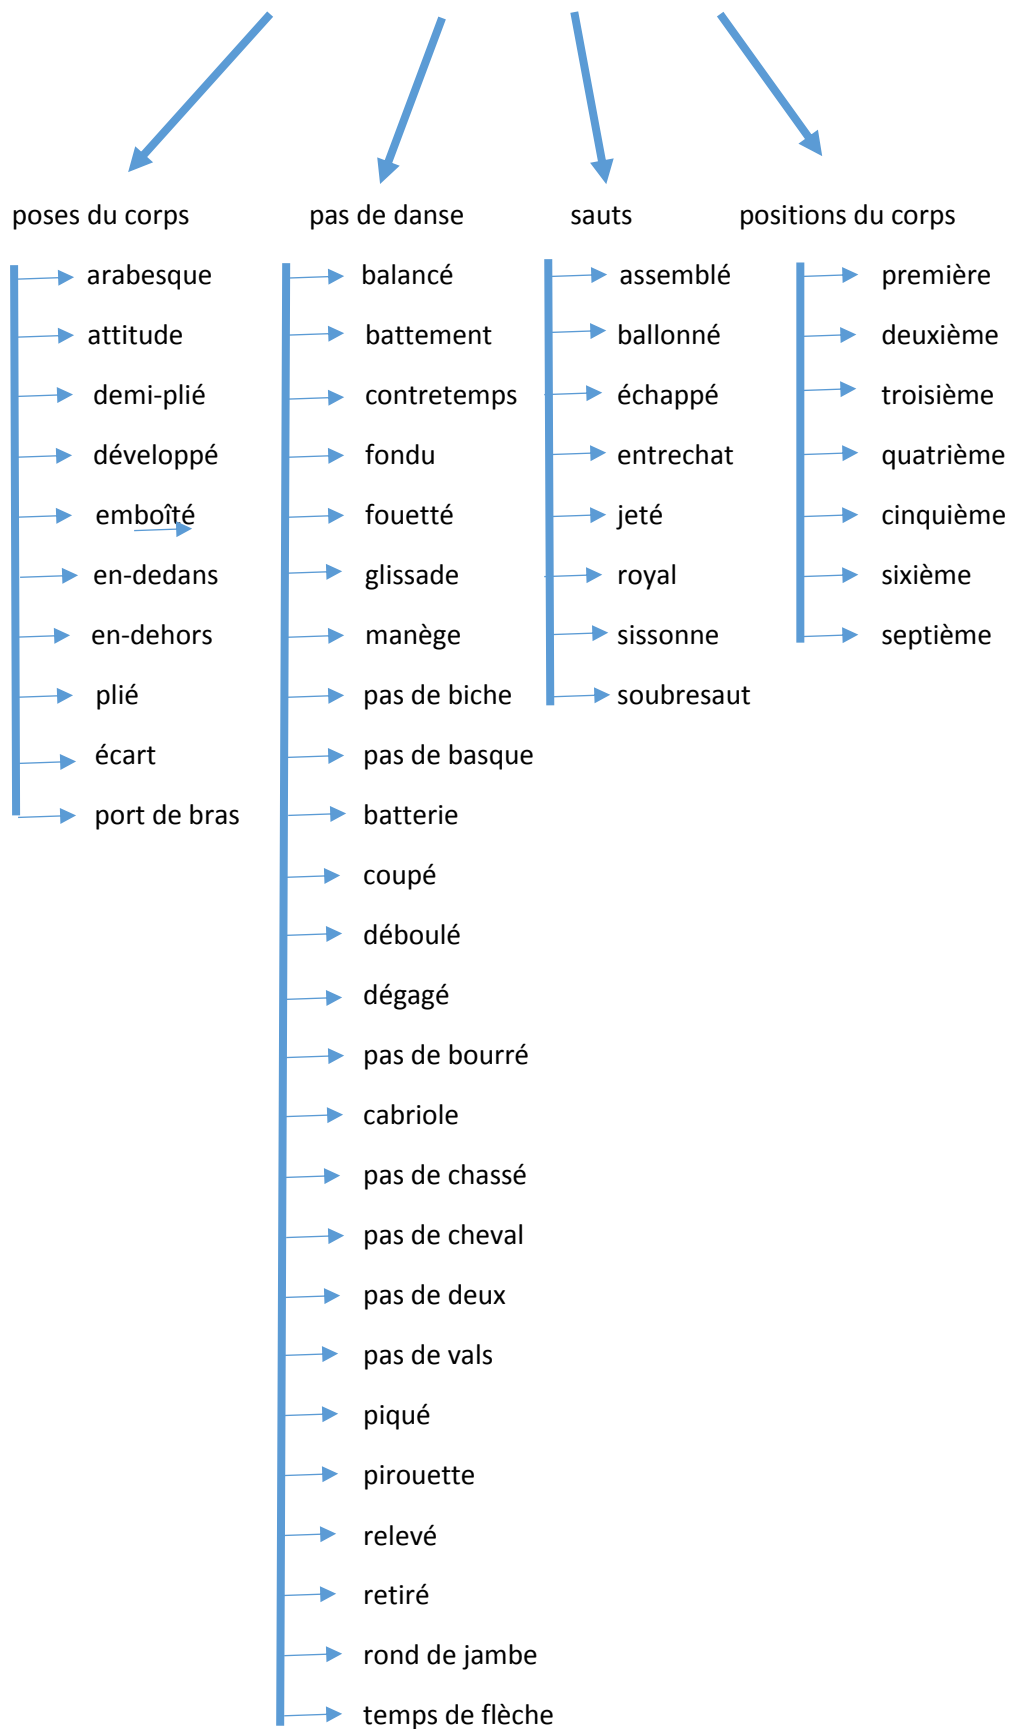 poses du corps
arabesque
attitude
demi-plié
développé
emboîté
en-dedans
en-dehors
plié
écart
port de bras
pas de danse
balancé
battement
contretemps
fondu
fouetté
glissade
manège
pas de biche
pas de basque
batterie
coupé
déboulé
dégagé
pas de bourré
cabriole
pas de chassé
pas de cheval
pas de deux
pas de vals
piqué
pirouette
relevé
retiré
rond de jambe
temps de flèche
sauts
assemblé
ballonné
échappé
entrechat
jeté
royal
sissonne
soubresaut
positions du corps
première
deuxième
troisième
quatrième
cinquième
sixième
septième